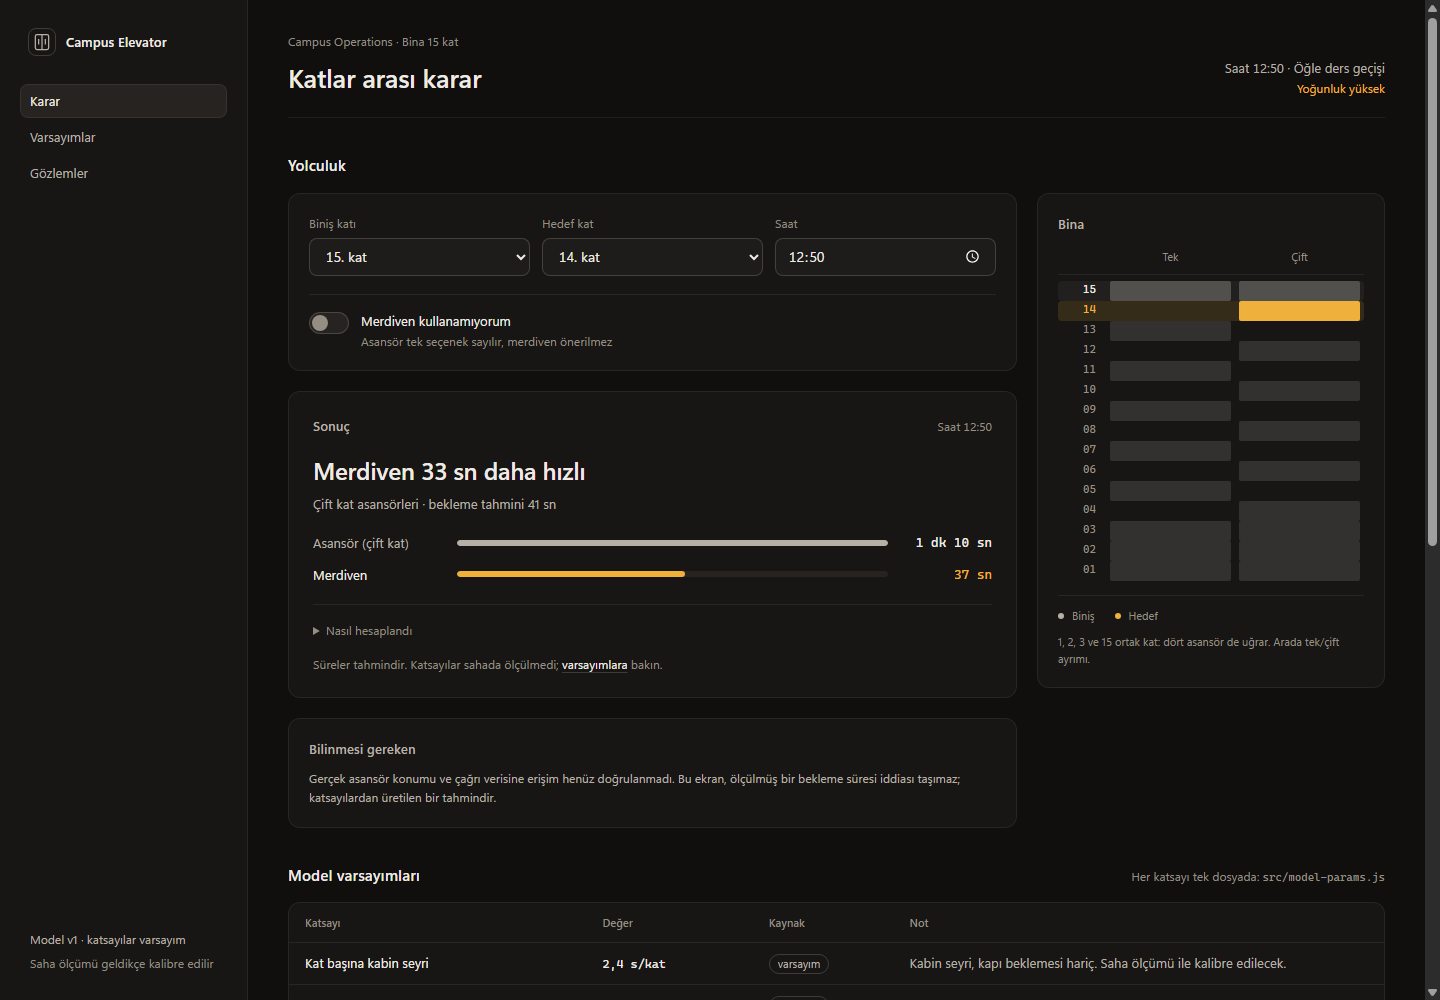 Campus Elevator
Karar
Varsayımlar
Gözlemler
Model v1 · katsayılar varsayım
Saha ölçümü geldikçe kalibre edilir
Campus Operations · Bina 15 kat
Katlar arası karar
Saat 12:50 · Öğle ders geçişi
Yoğunluk yüksek
Yolculuk
Biniş katı
Hedef kat
Saat
15. kat
14. kat
12:50
Merdiven kullanamıyorum
Asansör tek seçenek sayılır, merdiven önerilmez
Sonuç
Saat 12:50
Merdiven 33 sn daha hızlı
Çift kat asansörleri · bekleme tahmini 41 sn
Asansör (çift kat)
1 dk 10 sn
Merdiven
37 sn
Nasıl hesaplandı
Süreler tahmindir. Katsayılar sahada ölçülmedi; varsayımlara bakın.
Bilinmesi gereken
Gerçek asansör konumu ve çağrı verisine erişim henüz doğrulanmadı. Bu ekran, ölçülmüş bir bekleme süresi iddiası taşımaz;
katsayılardan üretilen bir tahmindir.
Bina
Tek
Çift
15
14
13
12
11
10
09
08
07
06
05
04
03
02
01
Biniş
Hedef
1, 2, 3 ve 15 ortak kat: dört asansör de uğrar. Arada tek/çift
ayrımı.
Model varsayımları
Her katsayı tek dosyada: src/model-params.js
Katsayı
Değer
Kaynak
Not
Kat başına kabin seyri
2,4 s/kat
varsayım
Kabin seyri, kapı beklemesi hariç. Saha ölçümü ile kalibre edilecek.